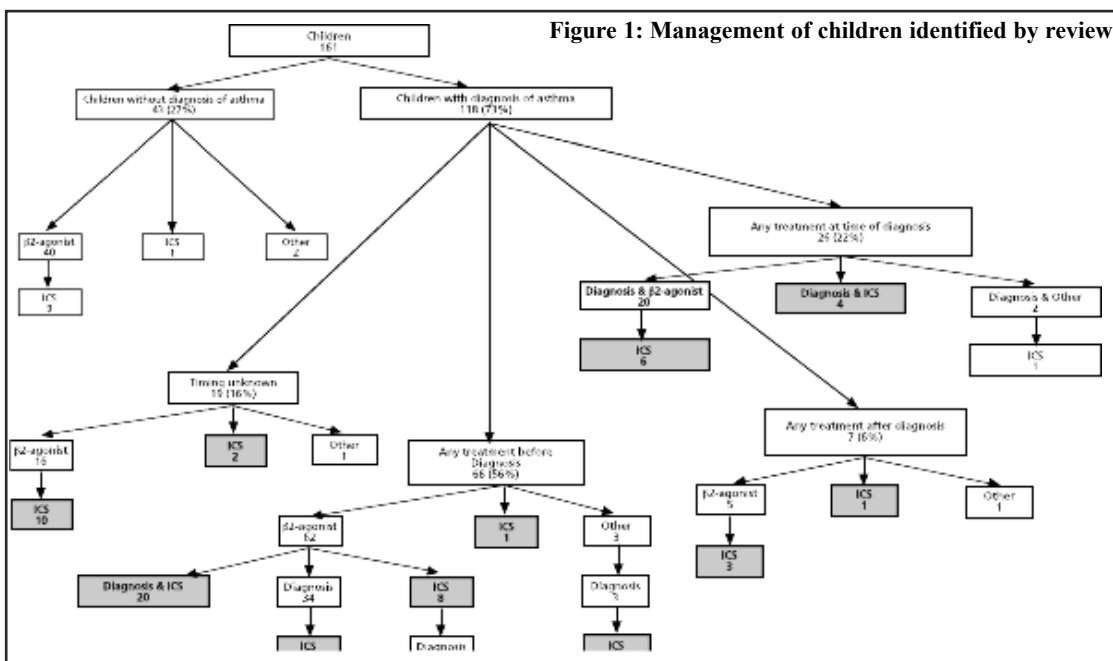 Figure 1: Management of children identified by review
Children
161
Children without diagnosis of asthma
43 (27%)
Children with diagnosis of asthma
118 (73%)
β2-agonist
40
ICS
1
Other
2
ICS
3
Any treatment at time of diagnosis
26 (22%)
Diagnosis & β2-agonist
20
Diagnosis & ICS
4
Diagnosis & Other
2
ICS
6
ICS
1
Timing unknown
19 (16%)
β2-agonist
16
ICS
2
Other
1
ICS
10
Any treatment before
Diagnosis
66 (56%)
Any treatment after diagnosis
7 (6%)
β2-agonist
5
ICS
1
Other
1
ICS
3
β2-agonist
62
ICS
1
Other
3
Diagnosis & ICS
20
Diagnosis
34
ICS
8
Diagnosis
3
ICS
Diagnosis
ICS